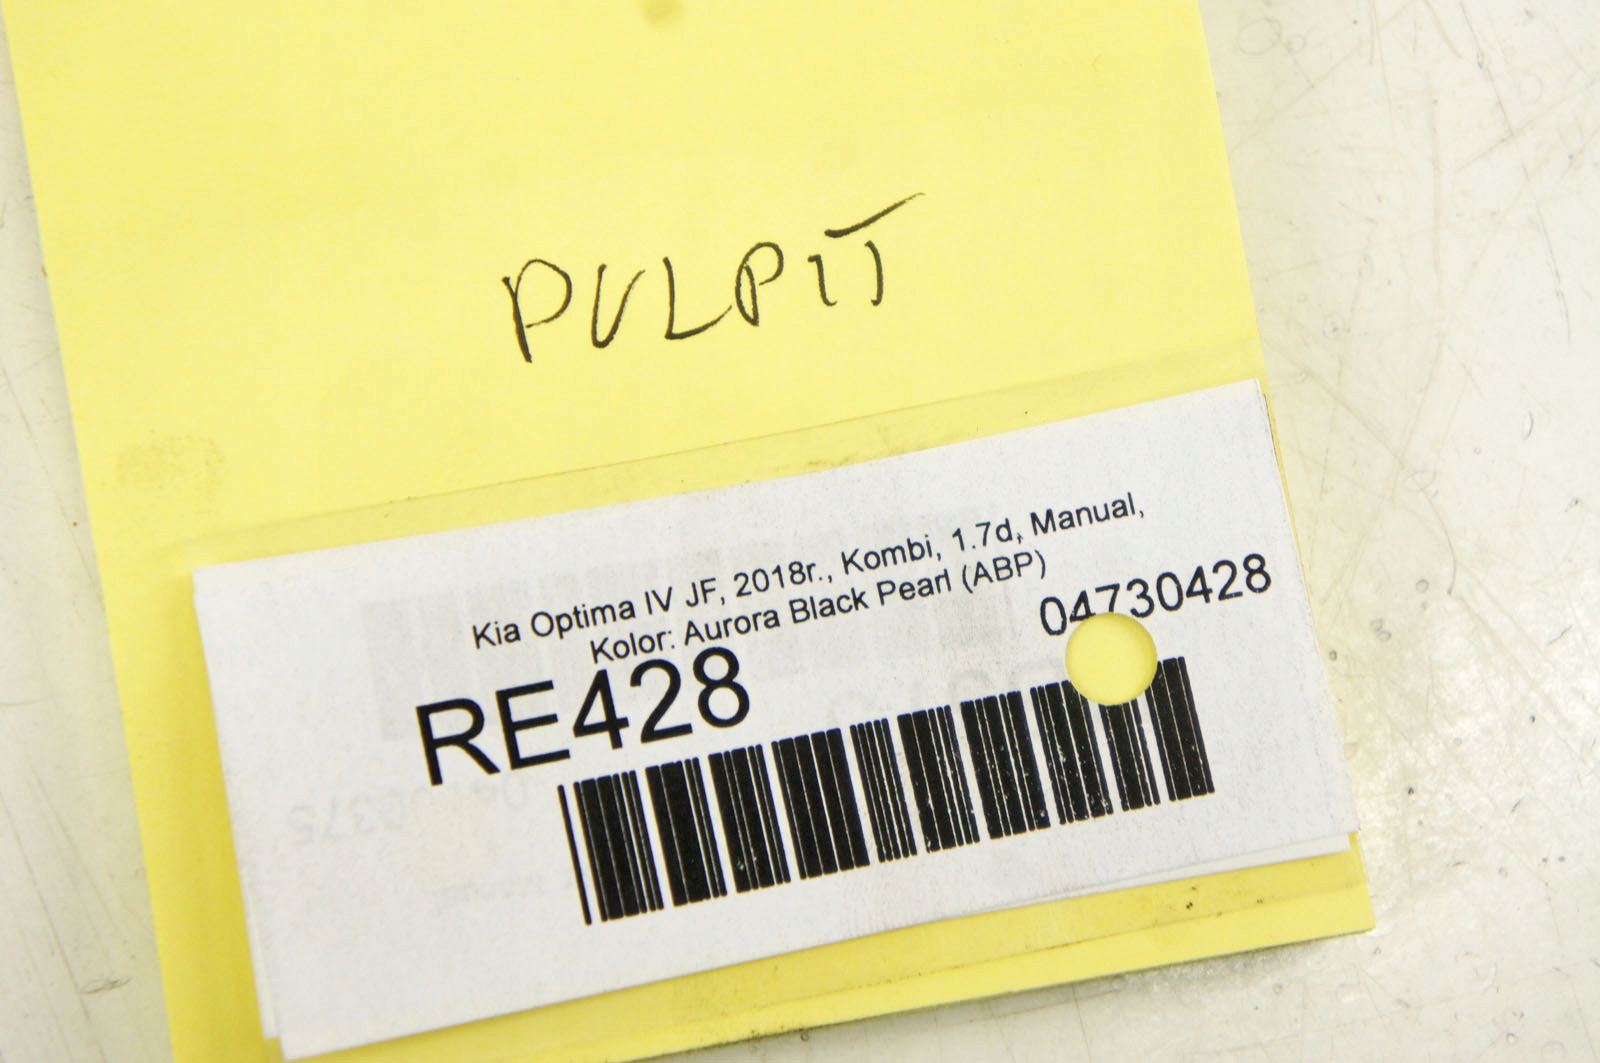 PULPIT
Kia Optima IV JF, 2018r., Kombi, 1.7d, Manual,
Kolor: Aurora Black Pearl (ABP)
04730428
RE428